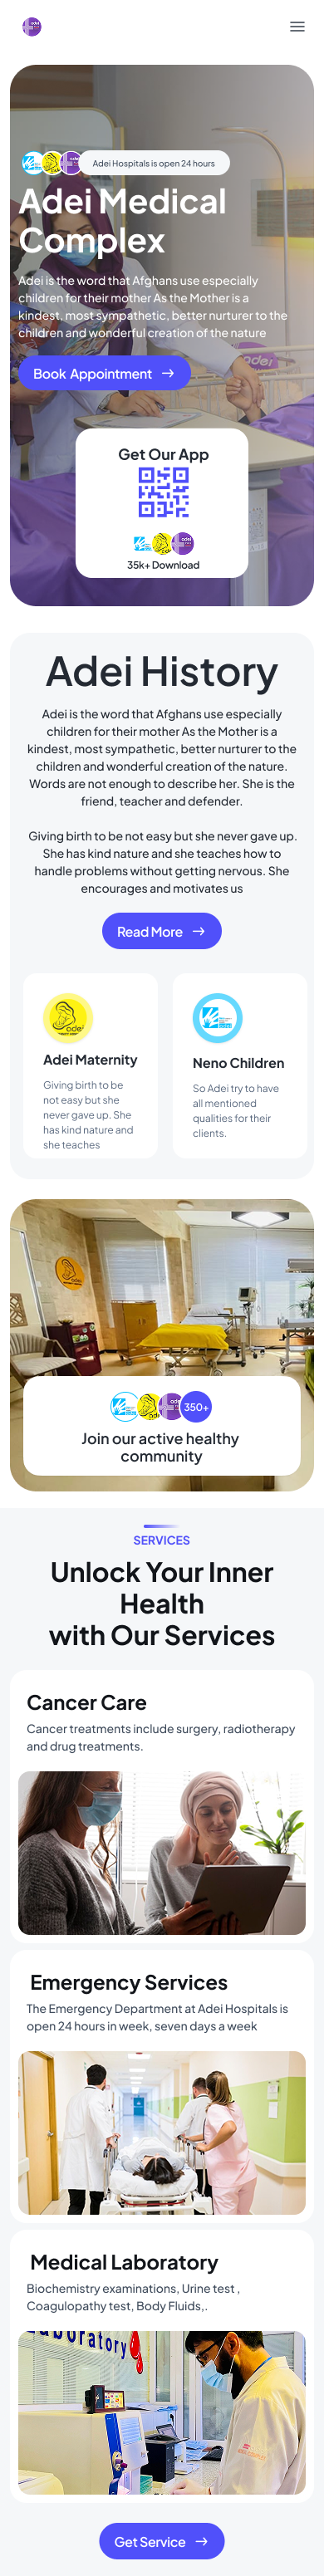 Adei Hospitals is open 24 hours
Adei Medical
Complex
Adei is the word that Afghans use especially
children for their mother As the Mother is a
kindest, most sympathetic, better nurturer to the
children and wonderful creation of the nature
Book Appointment
Get Our App
35k+ Download
Adei History
Adei is the word that Afghans use especially
children for their mother As the Mother is a
kindest, most sympathetic, better nurturer to the
children and wonderful creation of the nature.
Words are not enough to describe her. She is the
friend, teacher and defender.
Giving birth to be not easy but she never gave up.
She has kind nature and she teaches how to
handle problems without getting nervous. She
encourages and motivates us
Read More
adei
Adei Maternity
Giving birth to be
not easy but she
never gave up. She
has kind nature and
she teaches
Neno Children
So Adei try to have
all mentioned
qualities for their
clients.
350+
Join our active healthy
community
SERVICES
Unlock Your Inner
Health
with Our Services
Cancer Care
Cancer treatments include surgery, radiotherapy
and drug treatments.
Emergency Services
The Emergency Department at Adei Hospitals is
open 24 hours in week, seven days a week
Medical Laboratory
Biochemistry examinations, Urine test ,
Coagulopathy test, Body Fluids,.
Laboratory
Get Service